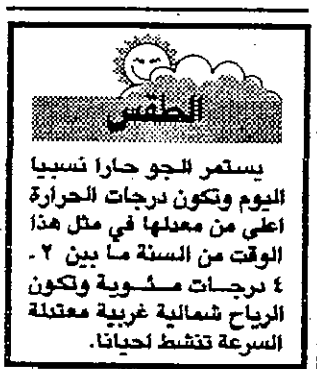 الطقس
يستمر الجو حارا نسبيا
اليوم وتكون درجات الحرارة
اعلي من معدلها في مثل هذا
الوقت من السنة ما بين ٢ -
٤ درجات مئوية وتكون
الرياح شمالية غربية معتدلة
السرعة تنشط احيانا.